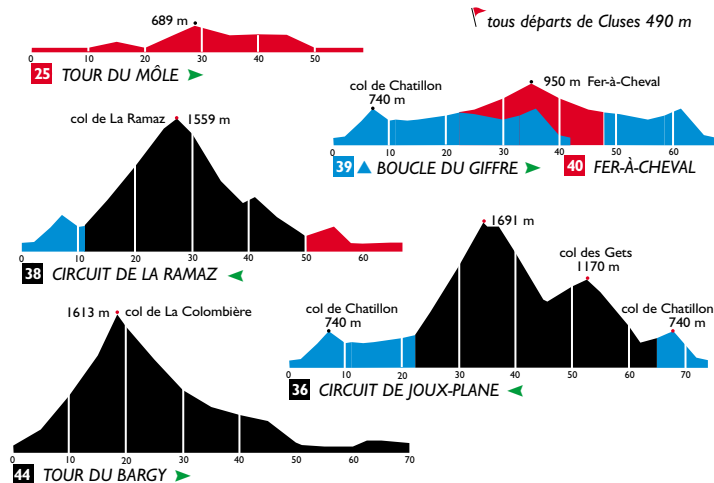 689 m
tous départs de Cluses 490 m
0 10 20 30 40 50
25 TOUR DU MÔLE
col de Chatillon
740 m
950 m Fer-à-Cheval
0 10 20 30 40 50 60
39 BOUCLE DU GIFFRE
40 FER-À-CHEVAL
col de La Ramaz
1559 m
0 10 20 30 40 50 60
38 CIRCUIT DE LA RAMAZ
1691 m
col des Gets
1170 m
col de Chatillon
740 m
col de Chatillon
740 m
0 10 20 30 40 50 60 70
36 CIRCUIT DE JOUX-PLANE
1613 m
col de La Colombière
0 10 20 30 40 50 60 70
44 TOUR DU BARGY